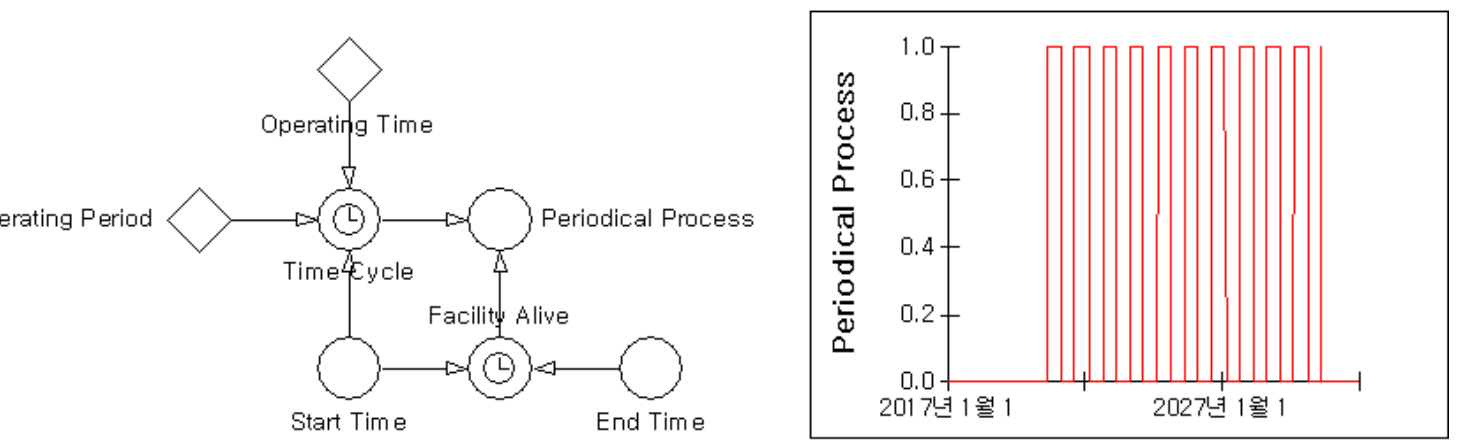 Operating Time
erating Period
Periodical Process
Time Cycle
Facility Alive
Start Time
End Time
Periodical Process
1.0
0.8
0.6
0.4
0.2
0.0
2017년 1월 1
2027년 1월 1